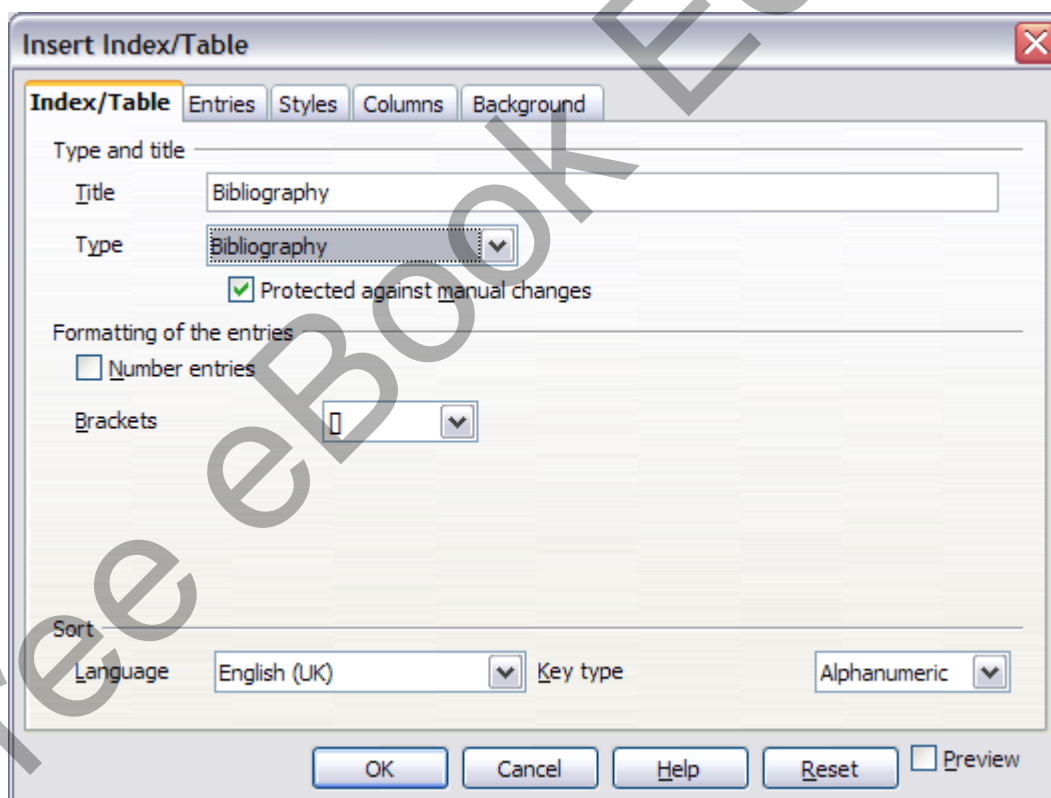 Insert Index/Table
Index/Table Entries Styles Columns Background
Type and title
Title Bibliography
Type Bibliography
Protected against manual changes
Formatting of the entries
Number entries
Brackets []
Sort
Language English (UK) Key type Alphanumeric
OK Cancel Help Reset Preview
eBook